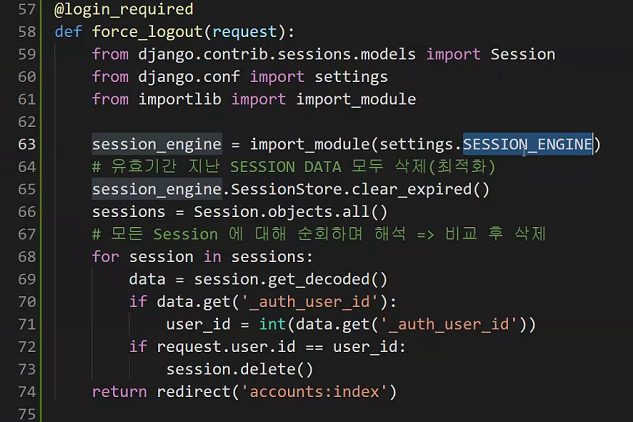 57 @login_required
58 def force_logout(request):
59     from django.contrib.sessions.models import Session
60     from django.conf import settings
61     from importlib import import_module
62
63     session_engine = import_module(settings.SESSION_ENGINE)
64     # 유효기간 지난 SESSION DATA 모두 삭제(최적화)
65     session_engine.SessionStore.clear_expired()
66     sessions = Session.objects.all()
67     # 모든 Session 에 대해 순회하며 해석 => 비교 후 삭제
68     for session in sessions:
69         data = session.get_decoded()
70         if data.get('_auth_user_id'):
71             user_id = int(data.get('_auth_user_id'))
72         if request.user.id == user_id:
73             session.delete()
74     return redirect('accounts:index')
75